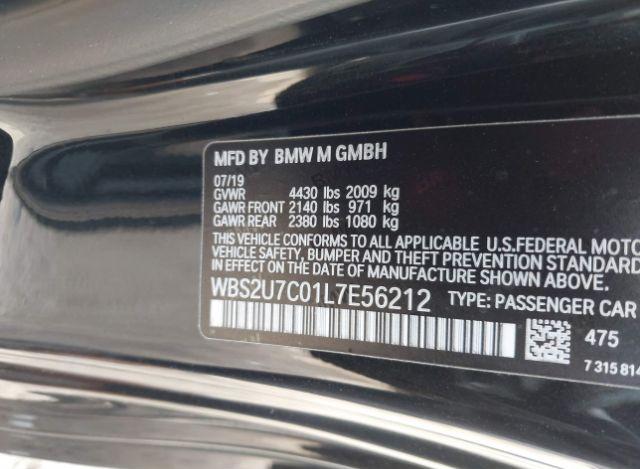 MFD BY BMW M GMBH
07/19
GVWR 4430 lbs 2009 kg
GAWR FRONT 2140 lbs 971 kg
GAWR REAR 2380 lbs 1080 kg
THIS VEHICLE CONFORMS TO ALL APPLICABLE U.S.FEDERAL MOTO
VEHICLE SAFETY, BUMPER AND THEFT PREVENTION STANDA
IN EFFECT ON THE DATE OF MANUFACTURE SHOWN ABOVE.
WBS2U7C01L7E56212 TYPE: PASSENGER CAR
475
7 315 814